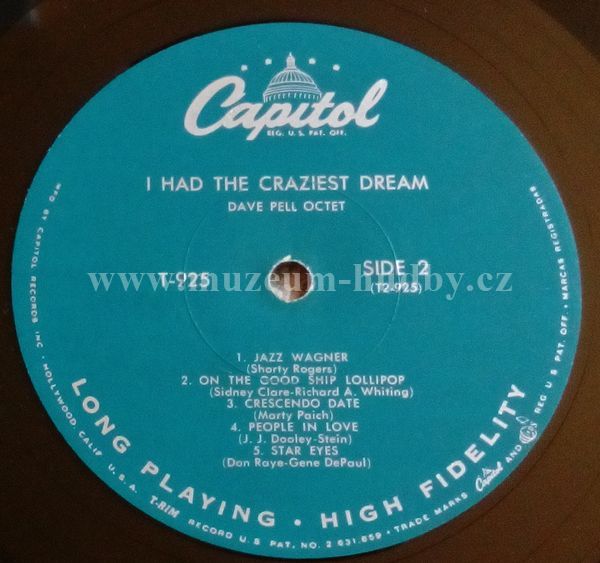 Capitol
REG. U. S. PAT. OFF.
I HAD THE CRAZIEST DREAM
DAVE PELL OCTET
www.muzeum-hudby.cz
T-925
SIDE 2
(T2-925)
1. JAZZ WAGNER
(Shorty Rogers)
2. ON THE GOOD SHIP LOLLIPOP
(Sidney Clare-Richard A. Whiting)
3. CRESCENDO DATE
(Marty Paich)
4. PEOPLE IN LOVE
(J. J. Dooley-Stein)
5. STAR EYES
(Don Raye-Gene DePaul)
LONG PLAYING • HIGH FIDELITY
MFD BY CAPITOL RECORDS INC • HOLLYWOOD, CALIF U. S. A. T-RIM RECORD U S PAT. NO. 2 631,859 • TRADE MARKS Capitol AND REG U S PAT. OFF. • MARCAS REGISTRADAS